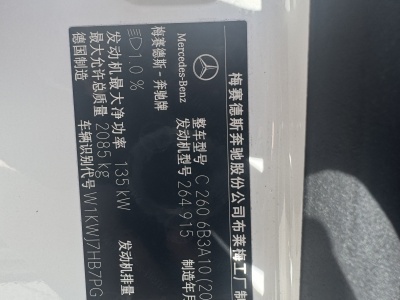 梅赛德斯奔驰股份公司布莱梅工厂制
Mercedes-Benz
梅赛德斯-奔驰牌
整车型号 C 260 6B3A10(20
发动机型号 264 915
制造年月
1.0 %
发动机最大净功率 135 kW
发动机排量
最大允许总质量 2085 kg
车辆识别代号 W1KWJ7HB7PG
德国制造